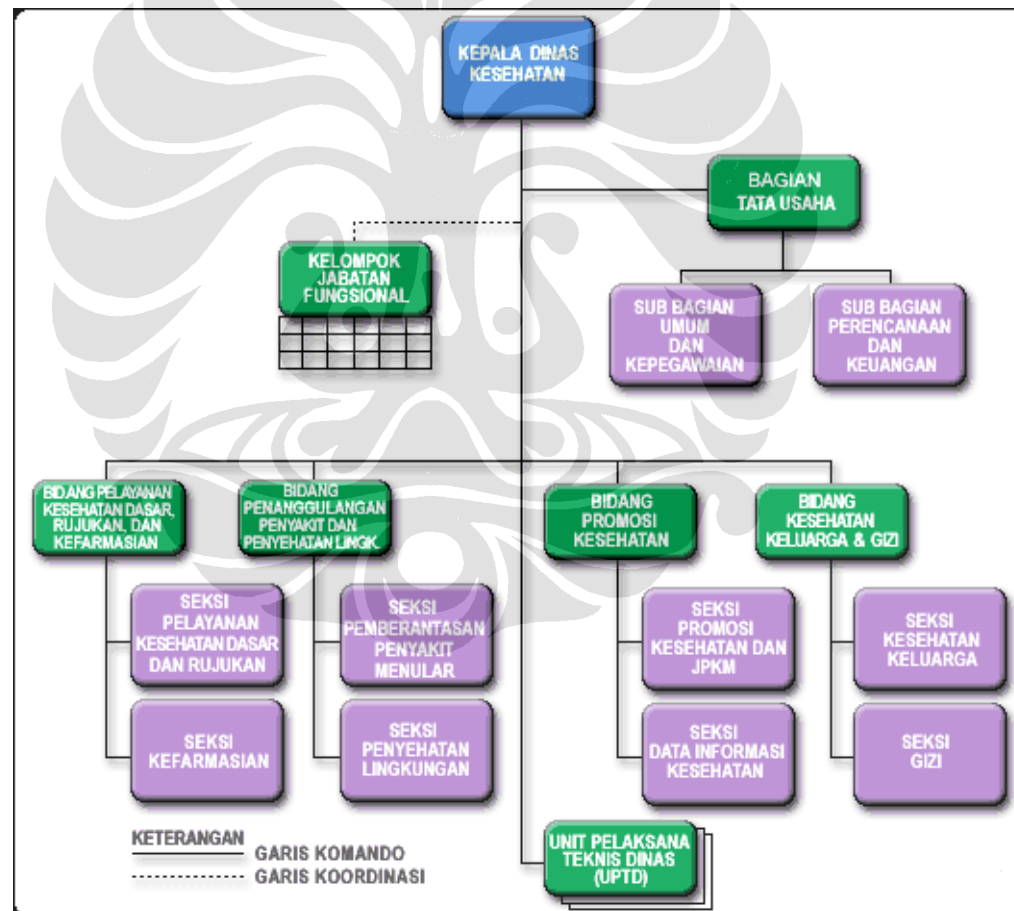 KEPALA DINAS
KESEHATAN
BAGIAN
TATA USAHA
KELOMPOK
JABATAN
FUNGSIONAL
SUB BAGIAN
UMUM
DAN
KEPEGAWAIAN
SUB BAGIAN
PERENCANAAN
DAN
KEUANGAN
BIDANG PELAYANAN
KESEHATAN DASAR,
RUJUKAN, DAN
KEFARMASIAN
BIDANG
PENANGGULANGAN
PENYAKIT DAN
PENYEHATAN LINGK.
BIDANG
PROMOSI
KESEHATAN
BIDANG
KESEHATAN
KELUARGA & GIZI
SEKSI
PELAYANAN
KESEHATAN DASAR
DAN RUJUKAN
SEKSI
PEMBERANTASAN
PENYAKIT
MENULAR
SEKSI
PROMOSI
KESEHATAN DAN
JPKM
SEKSI
KESEHATAN
KELUARGA
SEKSI
KEFARMASIAN
SEKSI
PENYEHATAN
LINGKUNGAN
SEKSI
DATA INFORMASI
KESEHATAN
SEKSI
GIZI
UNIT PELAKSANA
TEKNIS DINAS
(UPTD)
KETERANGAN
GARIS KOMANDO
GARIS KOORDINASI